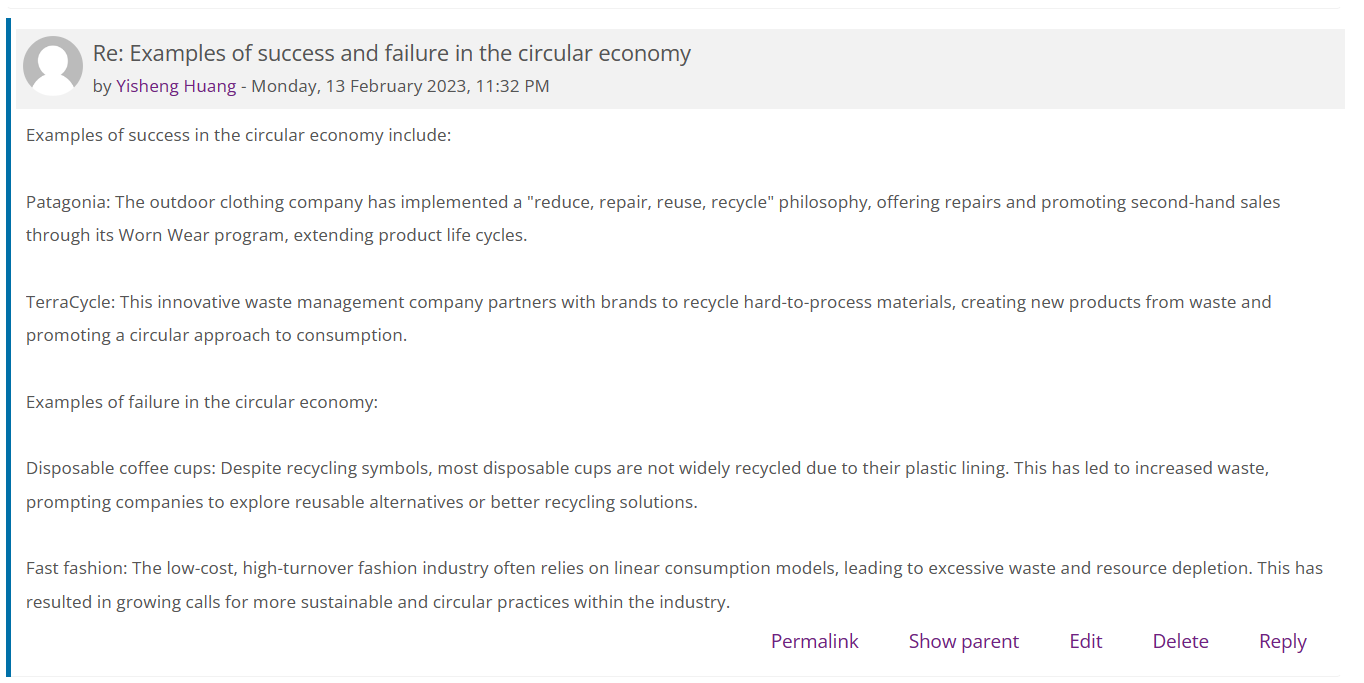 Re: Examples of success and failure in the circular economy
by Yisheng Huang - Monday, 13 February 2023, 11:32 PM
Examples of success in the circular economy include:
Patagonia: The outdoor clothing company has implemented a "reduce, repair, reuse, recycle" philosophy, offering repairs and promoting second-hand sales
through its Worn Wear program, extending product life cycles.
TerraCycle: This innovative waste management company partners with brands to recycle hard-to-process materials, creating new products from waste and
promoting a circular approach to consumption.
Examples of failure in the circular economy:
Disposable coffee cups: Despite recycling symbols, most disposable cups are not widely recycled due to their plastic lining. This has led to increased waste,
prompting companies to explore reusable alternatives or better recycling solutions.
Fast fashion: The low-cost, high-turnover fashion industry often relies on linear consumption models, leading to excessive waste and resource depletion. This has
resulted in growing calls for more sustainable and circular practices within the industry.
Permalink Show parent Edit Delete Reply